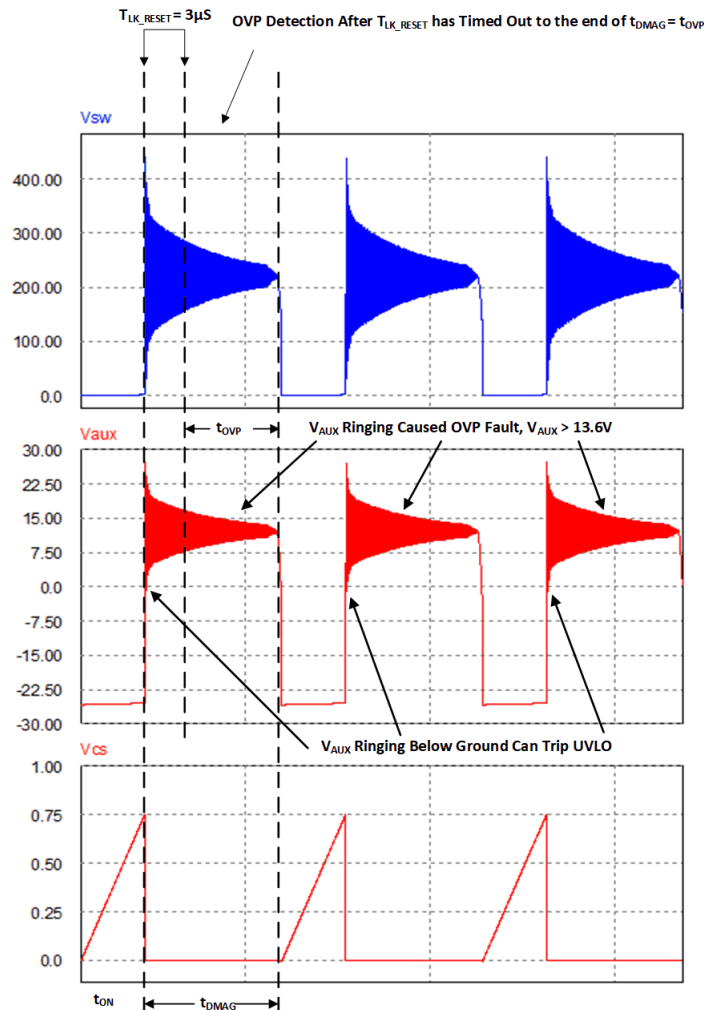 T_LK_RESET = 3µS
OVP Detection After T_LK_RESET has Timed Out to the end of t_DMAG = t_OVP
Vsw
400.00
300.00
200.00
100.00
0.0
Vaux
t_OVP
V_AUX Ringing Caused OVP Fault, V_AUX > 13.6V
30.00
22.50
15.00
7.50
0.0
-7.50
-15.00
-22.50
-30.00
V_AUX Ringing Below Ground Can Trip UVLO
Vcs
1.00
0.75
0.50
0.25
0.0
t_ON
t_DMAG